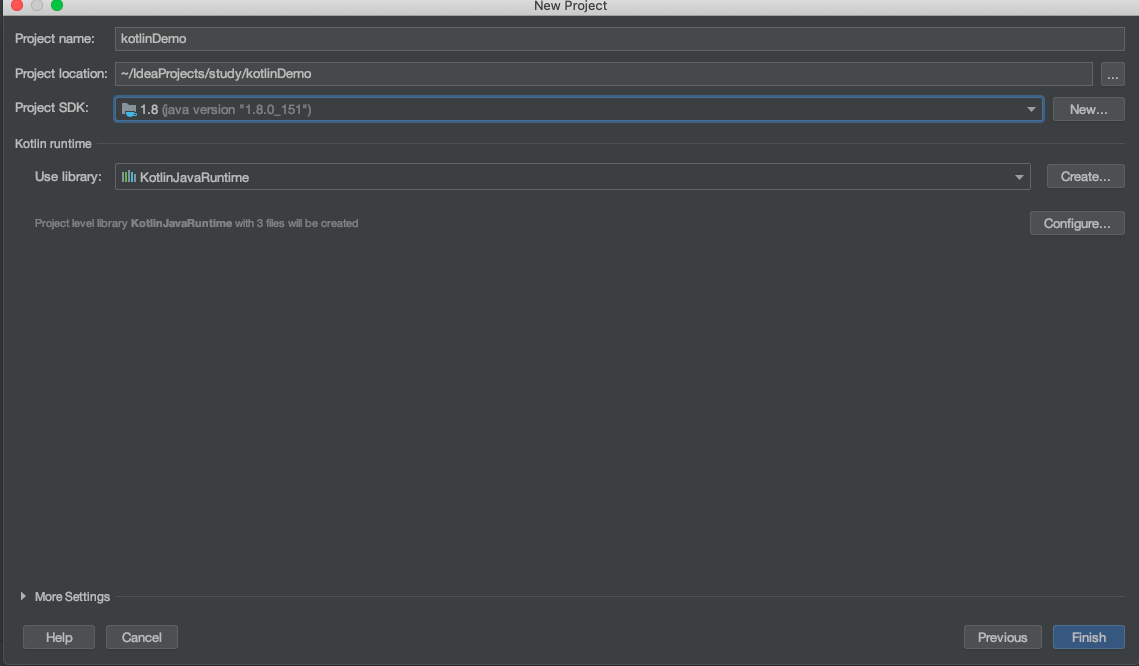 New Project
Project name: kotlinDemo
Project location: ~/IdeaProjects/study/kotlinDemo ...
Project SDK: 1.8 (java version "1.8.0_151") New...
Kotlin runtime
Use library: KotlinJavaRuntime Create...
Project level library KotlinJavaRuntime with 3 files will be created Configure...
More Settings
Help Cancel Previous Finish